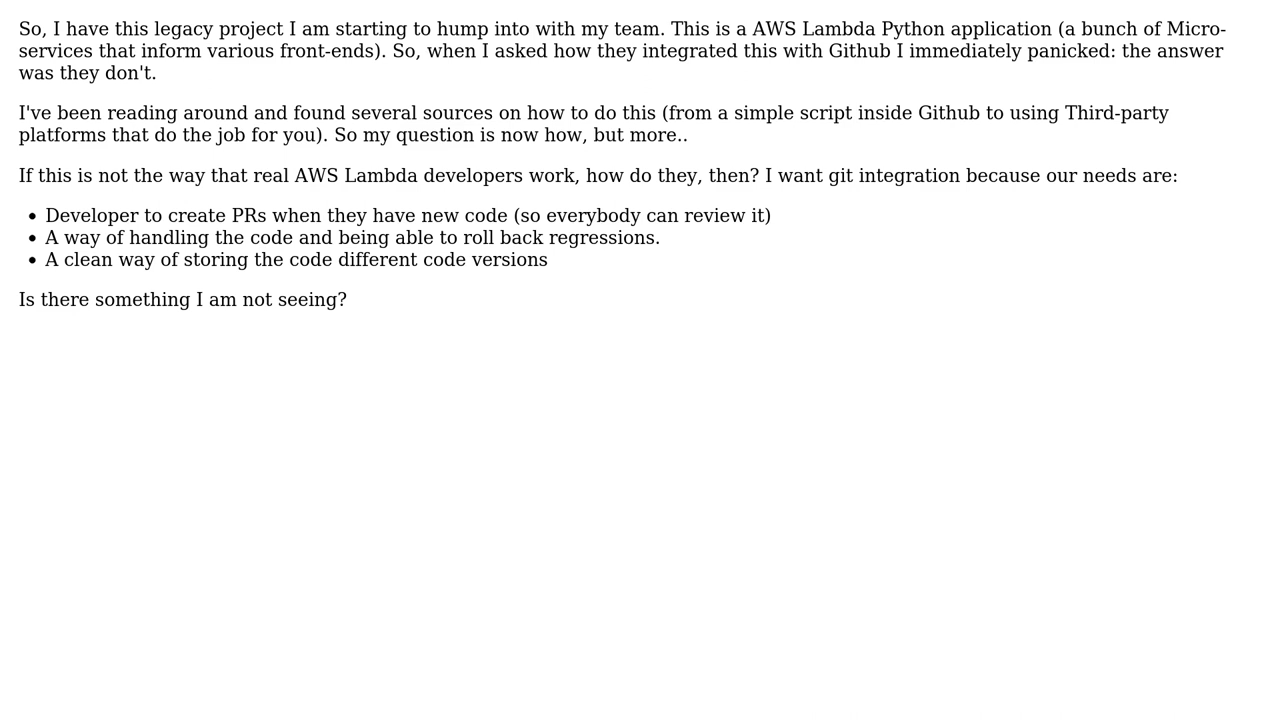 So, I have this legacy project I am starting to hump into with my team. This is a AWS Lambda Python application (a bunch of Micro-
services that inform various front-ends). So, when I asked how they integrated this with Github I immediately panicked: the answer
was they don't.
I've been reading around and found several sources on how to do this (from a simple script inside Github to using Third-party
platforms that do the job for you). So my question is now how, but more..
If this is not the way that real AWS Lambda developers work, how do they, then? I want git integration because our needs are:
• Developer to create PRs when they have new code (so everybody can review it)
• A way of handling the code and being able to roll back regressions.
• A clean way of storing the code different code versions
Is there something I am not seeing?